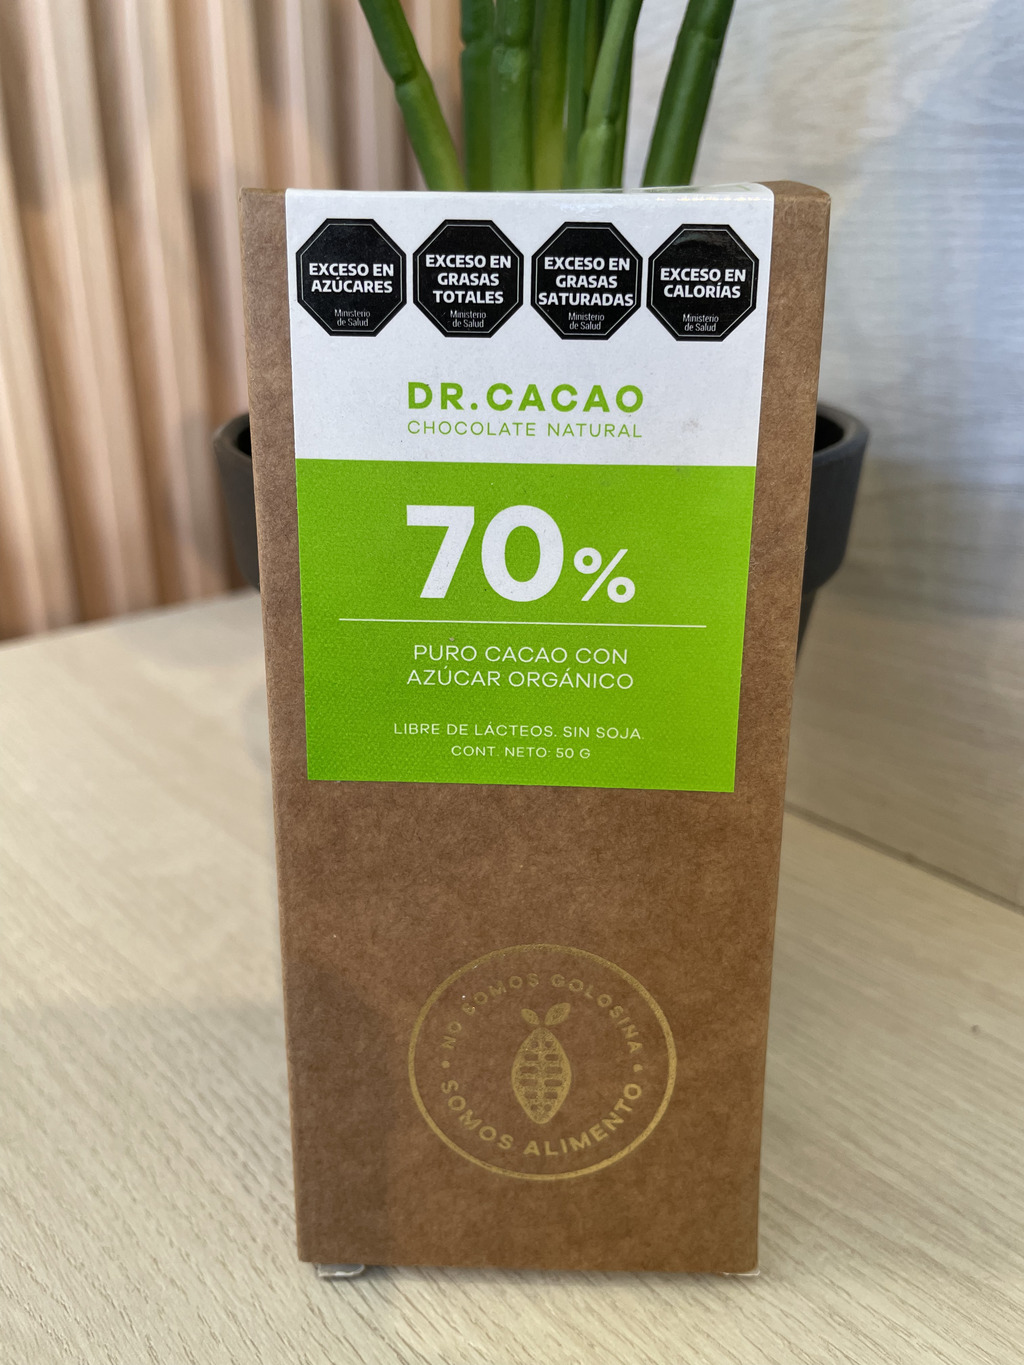 EXCESO EN
AZÚCARES
Ministerio
de Salud
EXCESO EN
GRASAS
TOTALES
Ministerio
de Salud
EXCESO EN
GRASAS
SATURADAS
Ministerio
de Salud
EXCESO EN
CALORÍAS
Ministerio
de Salud
DR.CACAO
CHOCOLATE NATURAL
70%
PURO CACAO CON
AZÚCAR ORGÁNICO
LIBRE DE LÁCTEOS. SIN SOJA.
CONT. NETO: 50 G
NO SOMOS GOLOSINA
• SOMOS ALIMENTO •